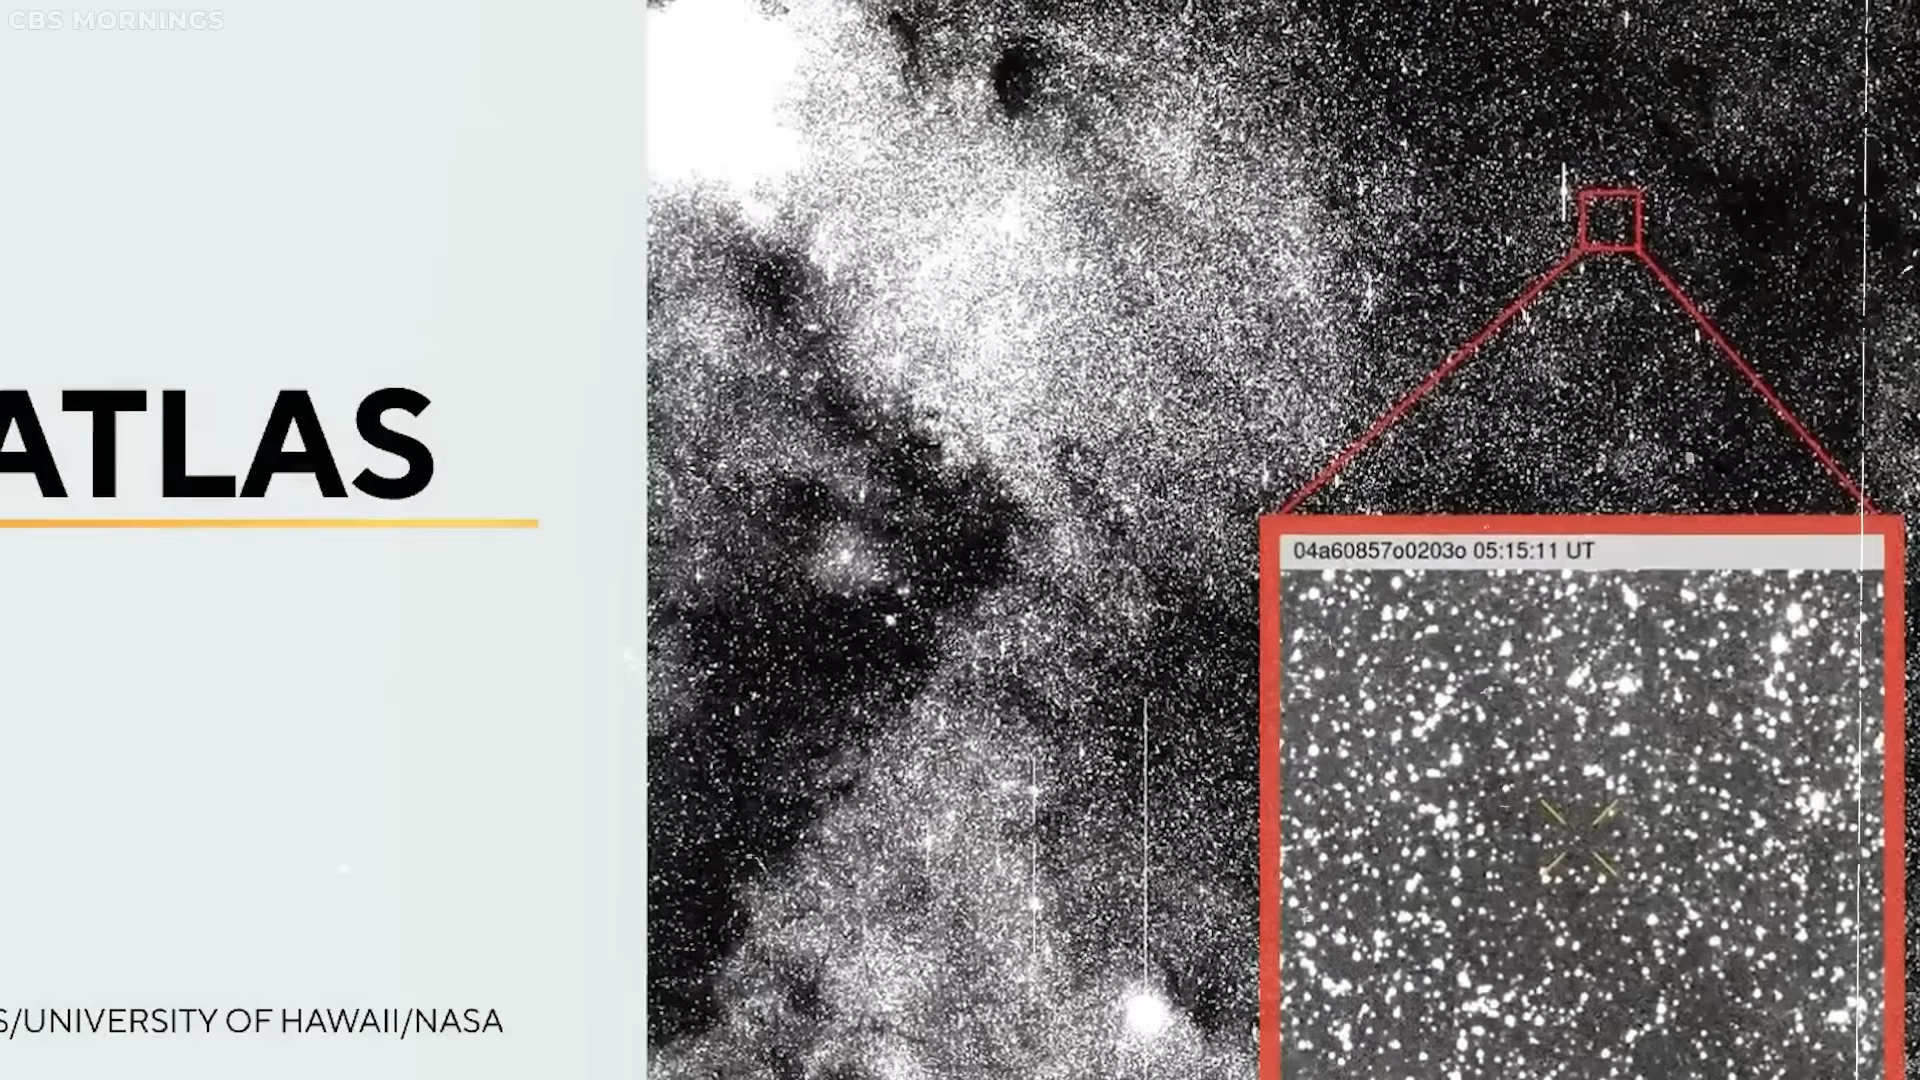 CBS MORNINGS
ATLAS
04a60857o0203o 05:15:11 UT
S/UNIVERSITY OF HAWAII/NASA